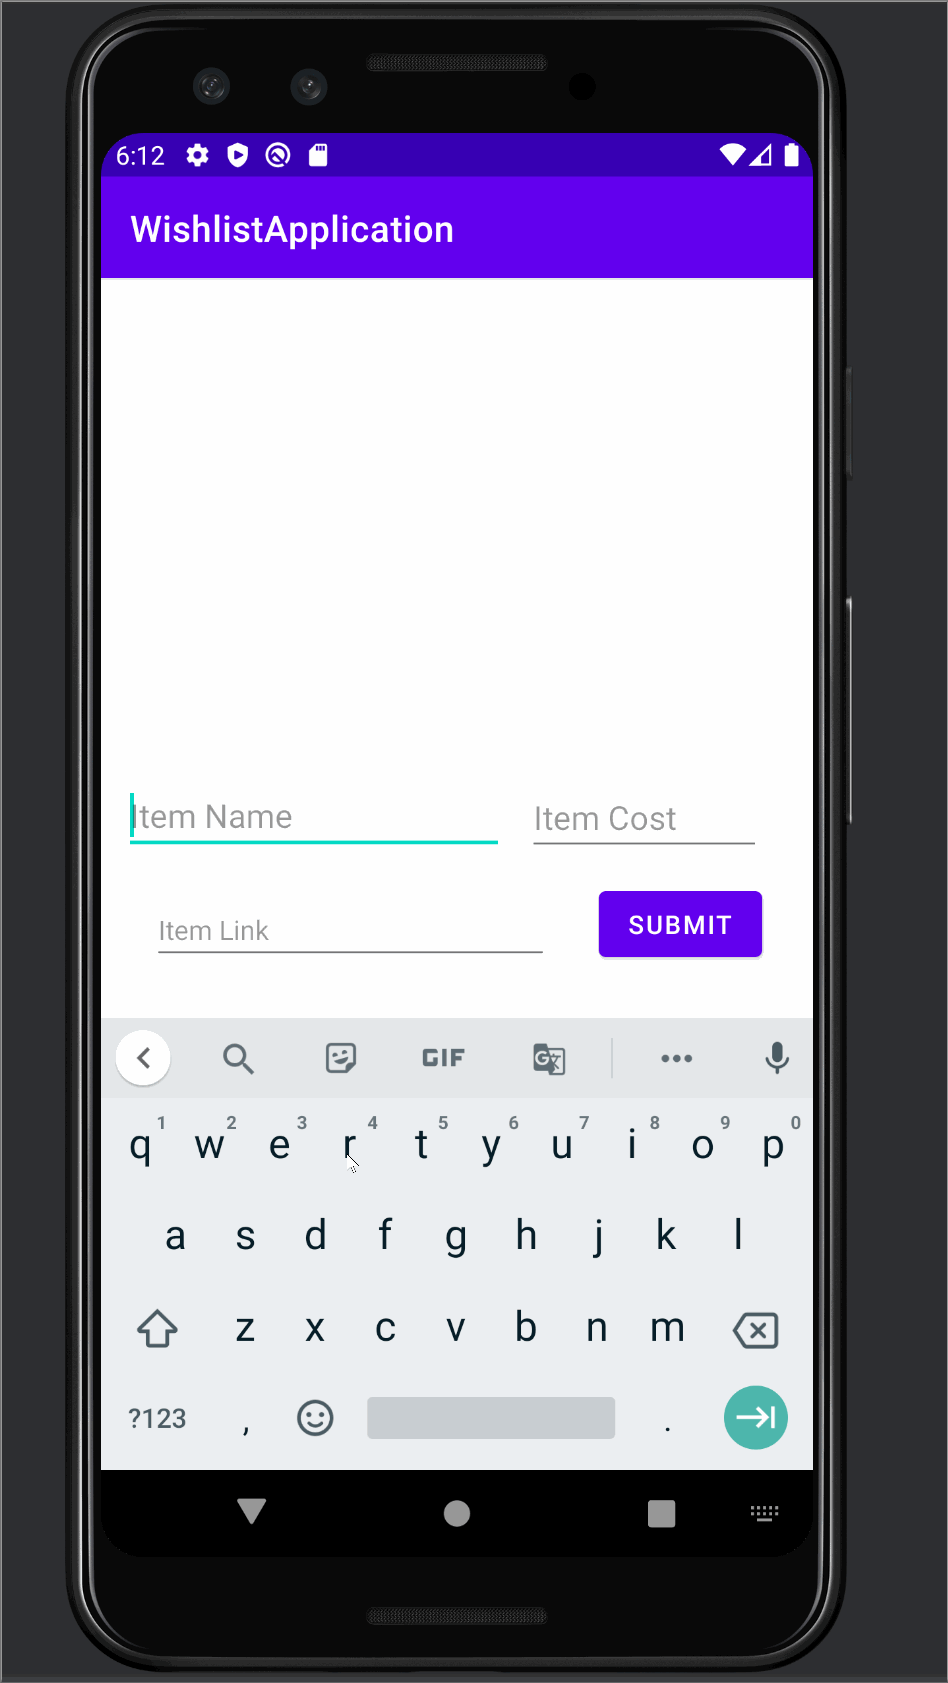 6:12
WishlistApplication
Item Name Item Cost
Item Link SUBMIT
GIF G
1 2 3 4 5 6 7 8 9 0
q w e r t y u i o p
a s d f g h j k l
z x c v b n m
?123 , .